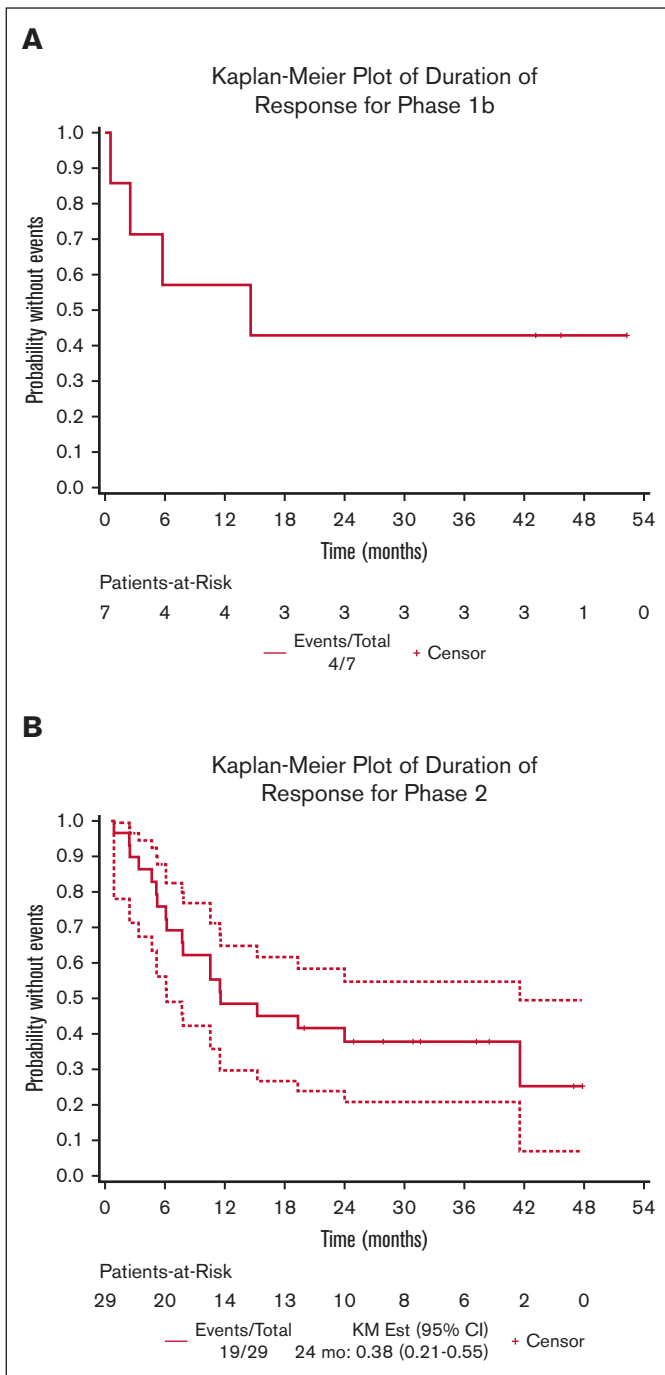 A
Kaplan-Meier Plot of Duration of
Response for Phase 1b
Probability without events
1.0
0.9
0.8
0.7
0.6
0.5
0.4
0.3
0.2
0.1
0.0
0 6 12 18 24 30 36 42 48 54
Time (months)
Patients-at-Risk
7 4 4 3 3 3 3 3 1 0
Events/Total + Censor
4/7
B
Kaplan-Meier Plot of Duration of
Response for Phase 2
Probability without events
1.0
0.9
0.8
0.7
0.6
0.5
0.4
0.3
0.2
0.1
0.0
0 6 12 18 24 30 36 42 48 54
Time (months)
Patients-at-Risk
29 20 14 13 10 8 6 2 0
Events/Total KM Est (95% CI) + Censor
19/29 24 mo: 0.38 (0.21-0.55)